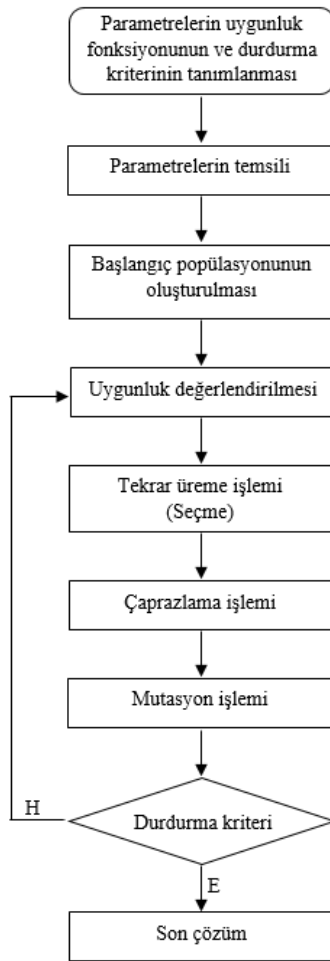 Parametrelerin uygunluk
fonksiyonunun ve durdurma
kriterinin tanımlanması
Parametrelerin temsili
Başlangıç popülasyonunun
oluşturulması
Uygunluk değerlendirilmesi
Tekrar üreme işlemi
(Seçme)
Çaprazlama işlemi
Mutasyon işlemi
H
Durdurma kriteri
E
Son çözüm